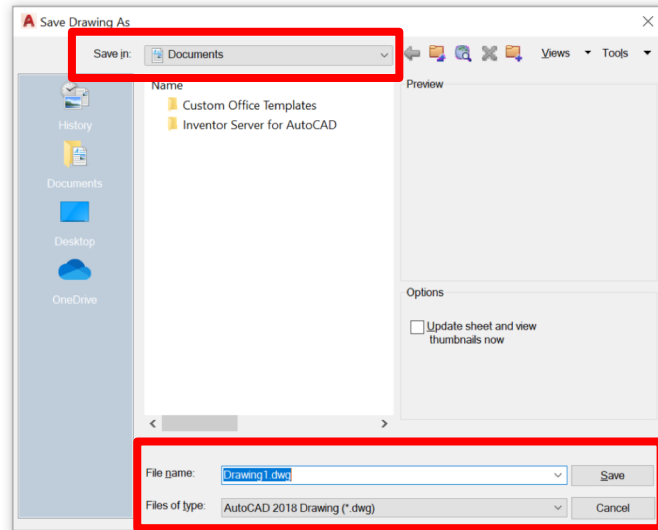 Save Drawing As
Save in: Documents Views Tools
Name
Preview
Custom Office Templates
Inventor Server for AutoCAD
History
Documents
Desktop
OneDrive
Options
Update sheet and view
thumbnails now
File name: Drawing1.dwg Save
Files of type: AutoCAD 2018 Drawing (*.dwg) Cancel